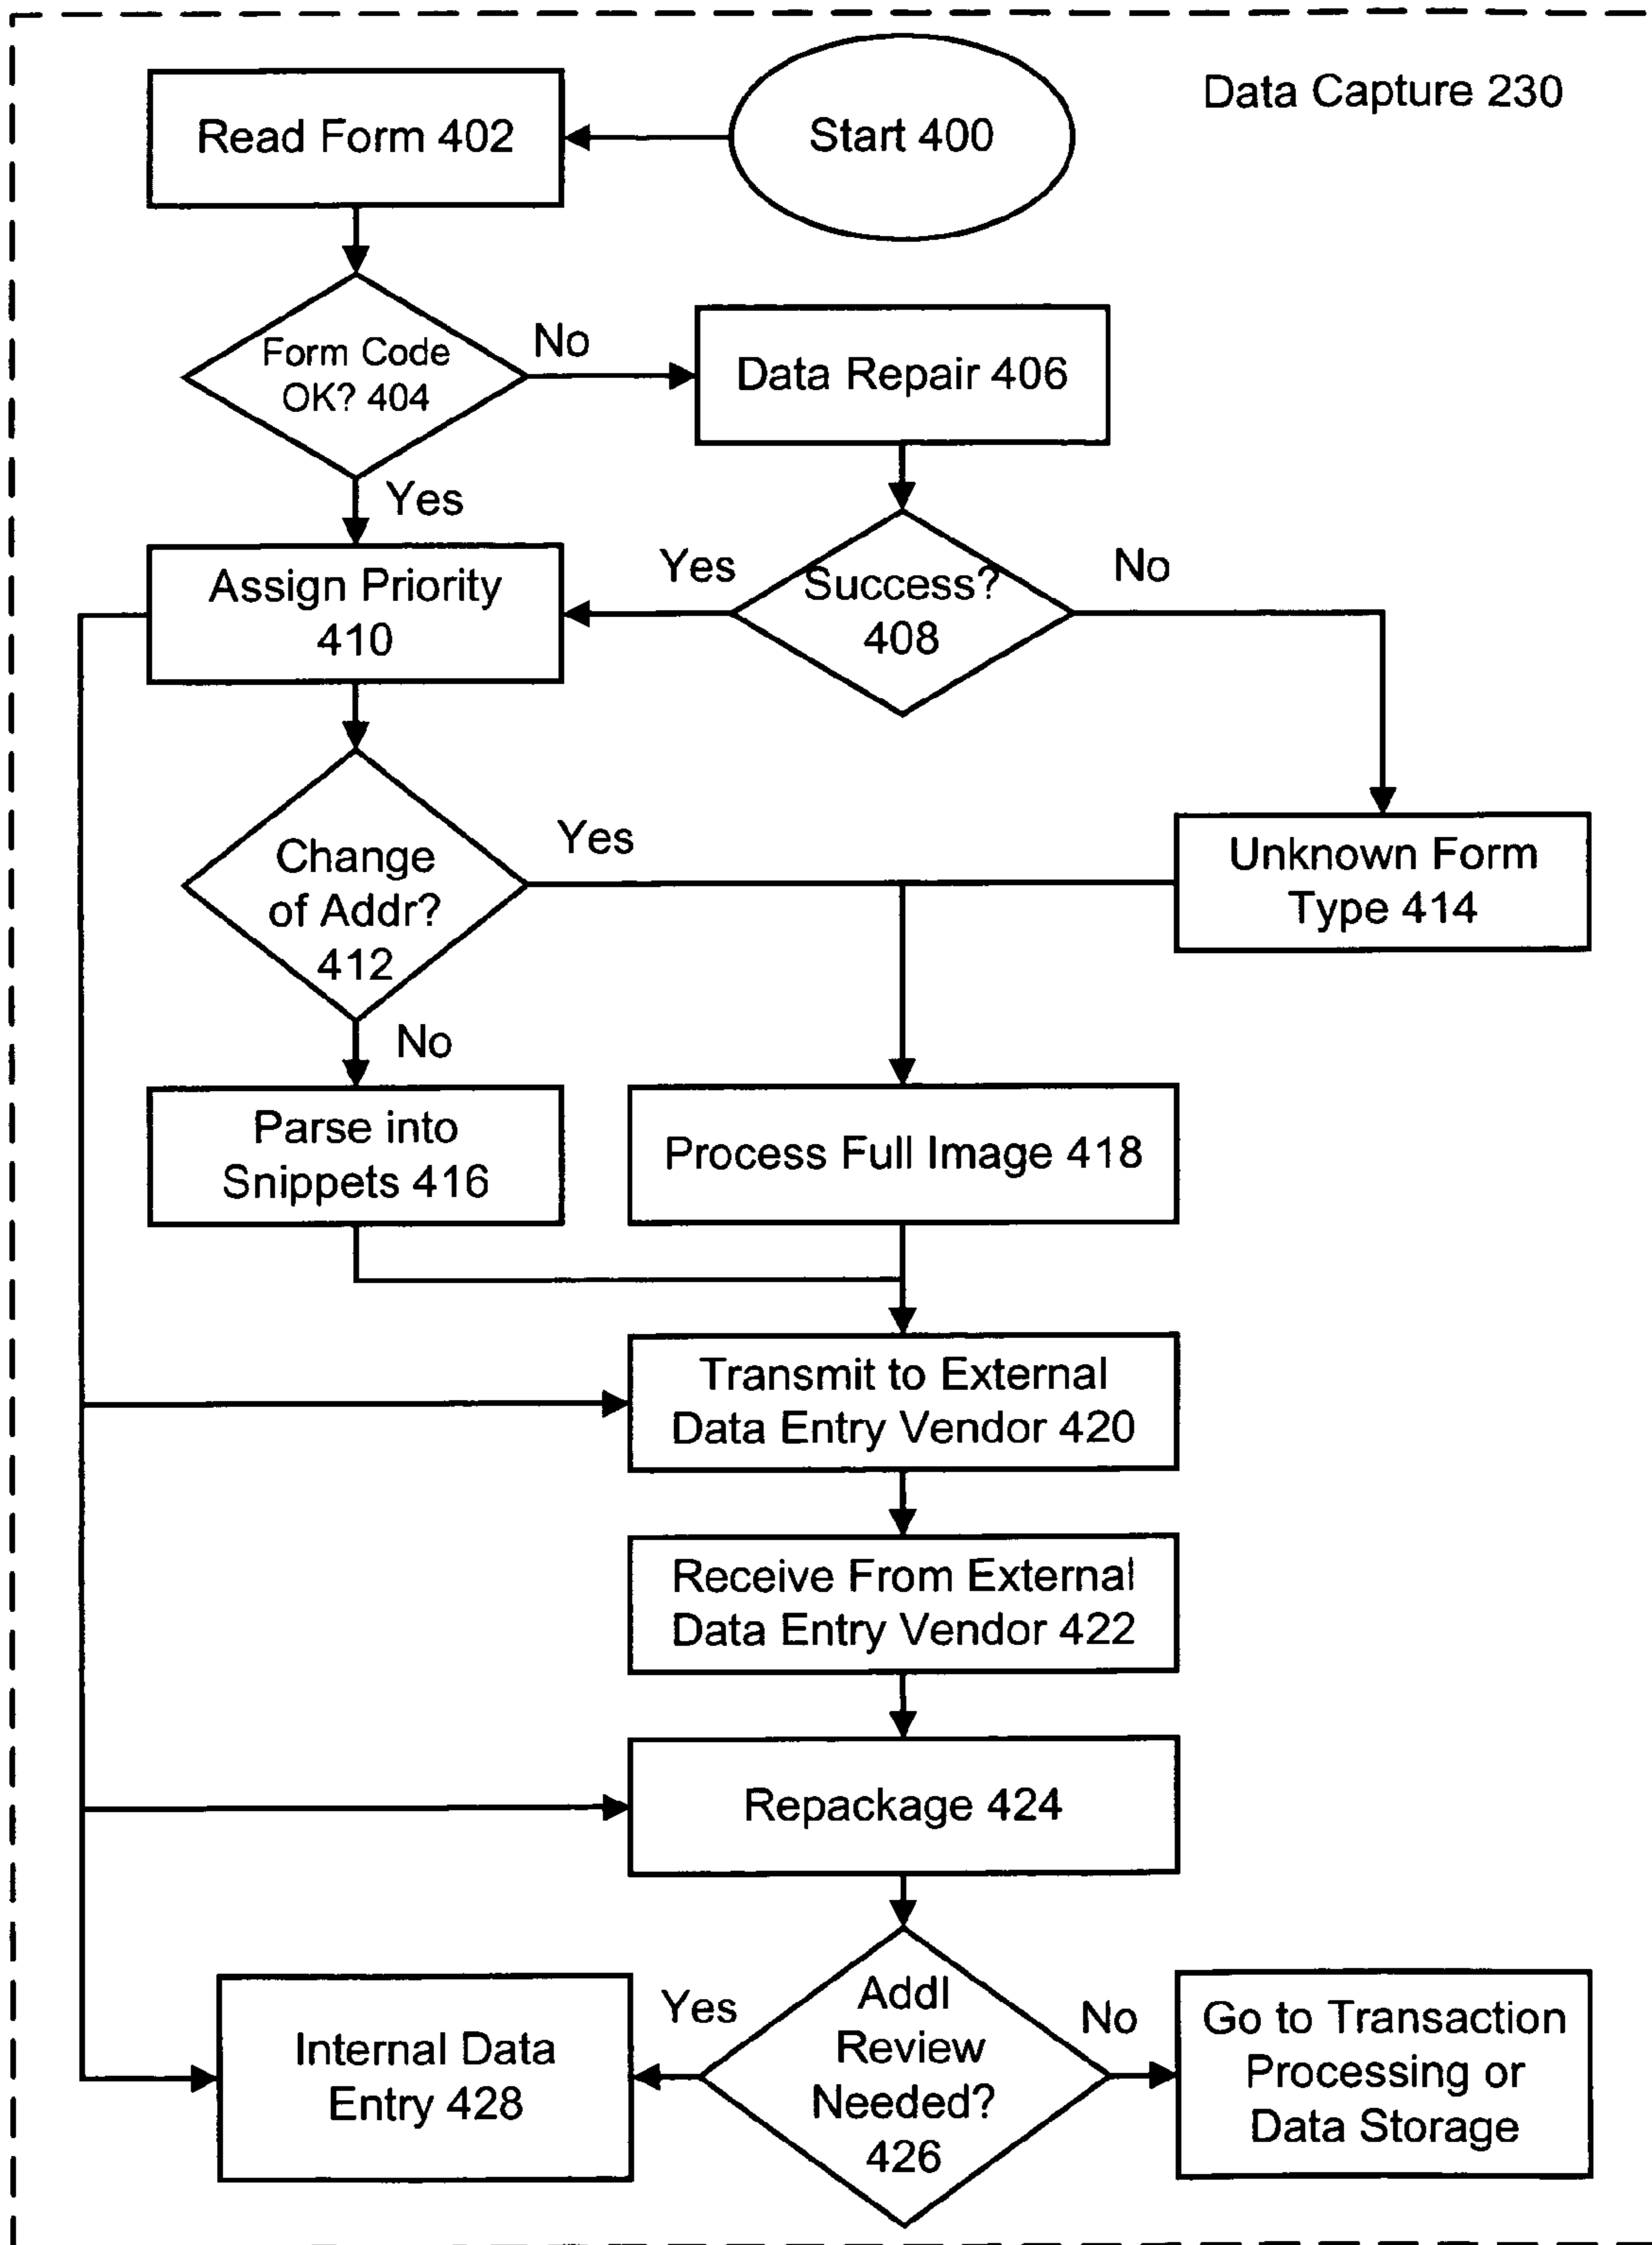 Data Capture 230
Start 400
Read Form 402
Form Code
OK? 404
No
Data Repair 406
Yes
Assign Priority
410
Yes
Success?
408
No
Change
of Addr?
412
Yes
Unknown Form
Type 414
No
Parse into
Snippets 416
Process Full Image 418
Transmit to External
Data Entry Vendor 420
Receive From External
Data Entry Vendor 422
Repackage 424
Addl
Review
Needed?
426
Yes
Internal Data
Entry 428
No
Go to Transaction
Processing or
Data Storage